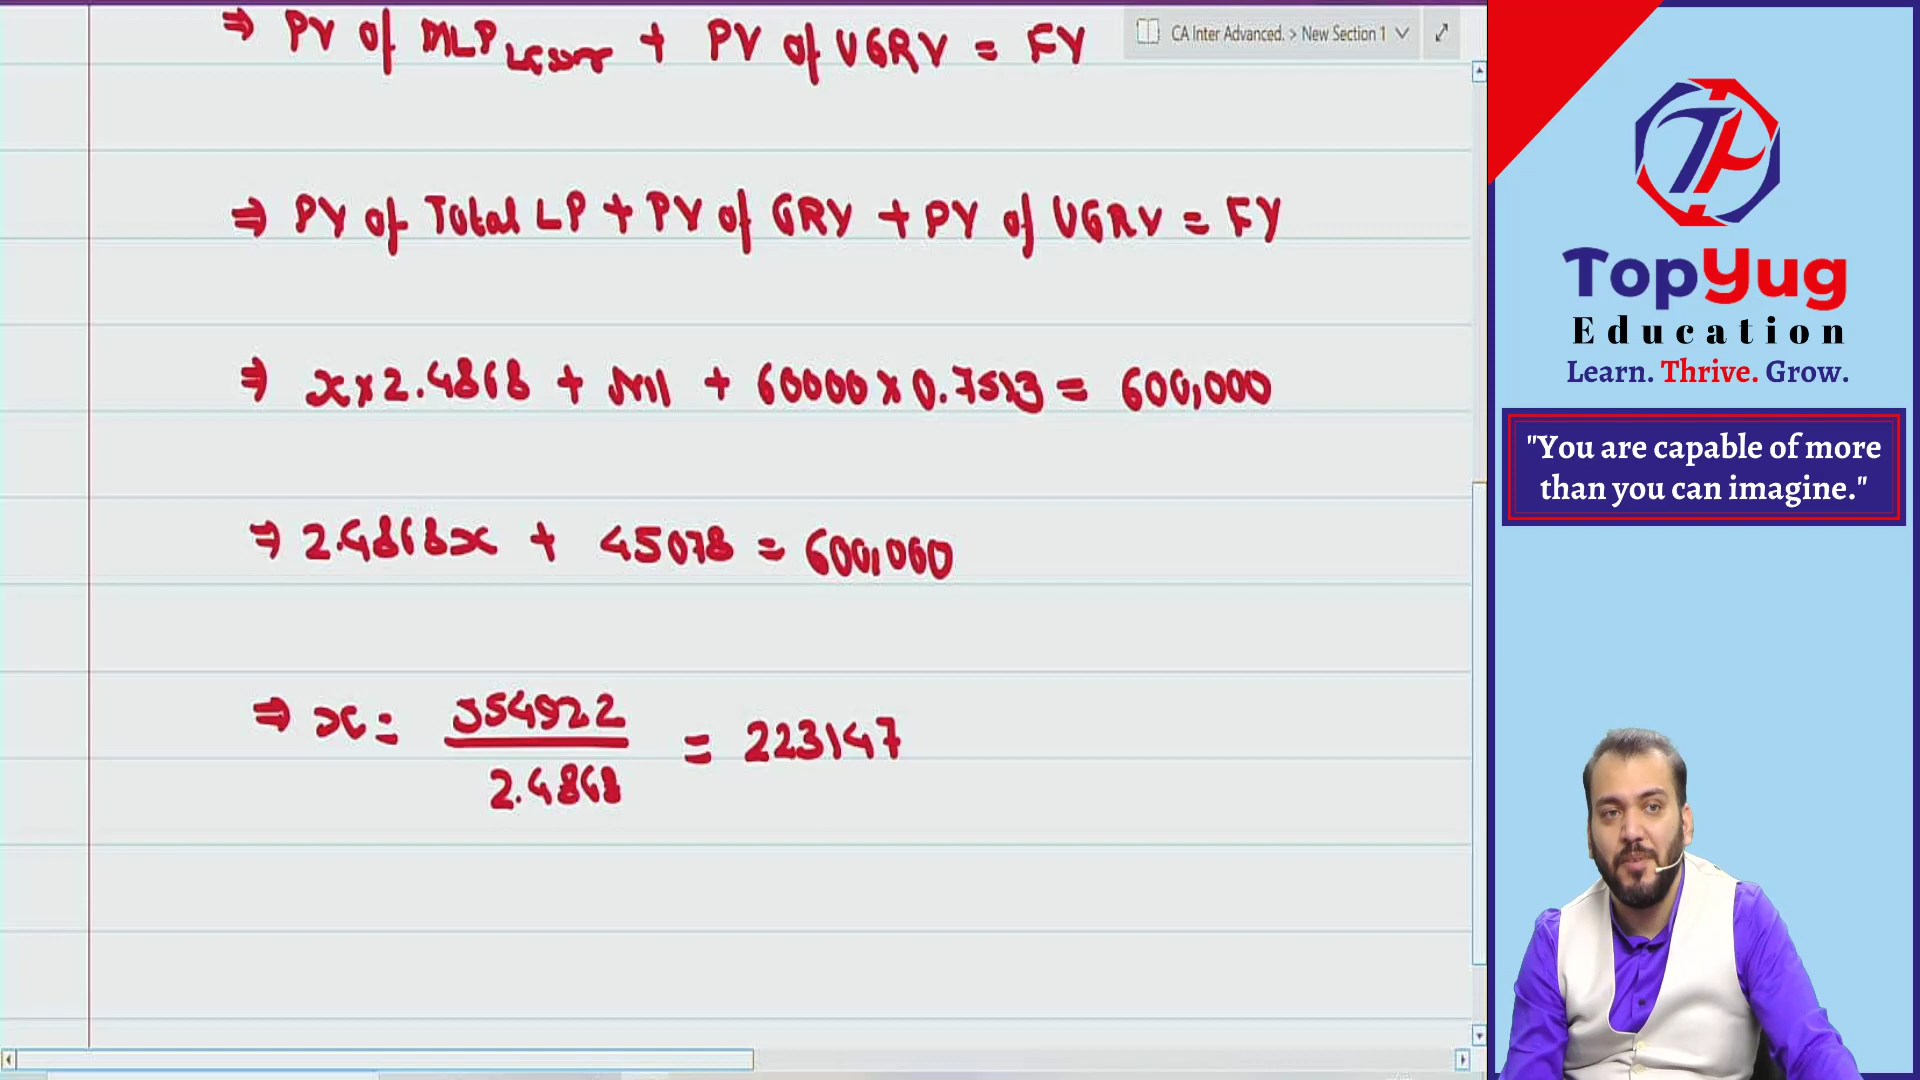 ⇒ PV of MLP Lessor + PV of UGRV = FV
CA Inter Advanced. > New Section 1
⇒ PV of Total LP + PV of GRV + PV of UGRV = FV
⇒ x × 2.4868 + Nil + 60000 × 0.7513 = 600,000
⇒ 2.4868x + 45078 = 600,000
⇒ x = 554922
2.4868
= 223147
TopYug
Education
Learn. Thrive. Grow.
"You are capable of more
than you can imagine."